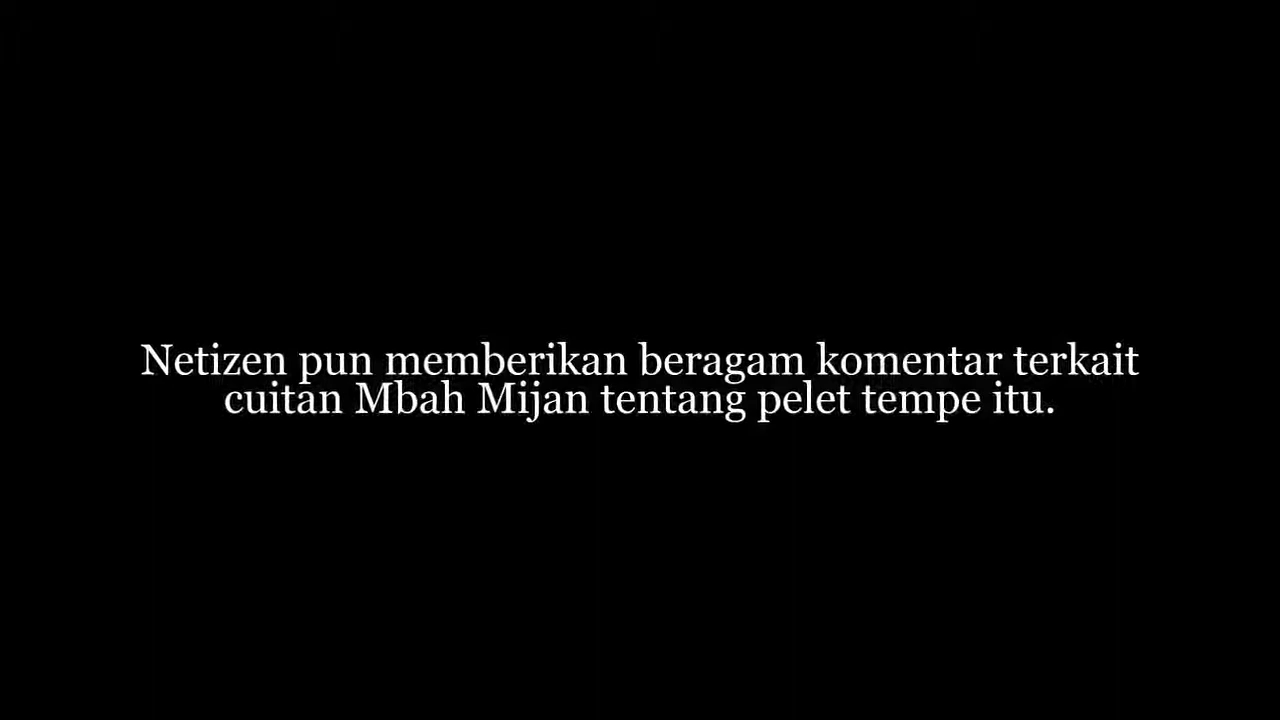 Netizen pun memberikan beragam komentar terkait
cuitan Mbah Mijan tentang pelet tempe itu.